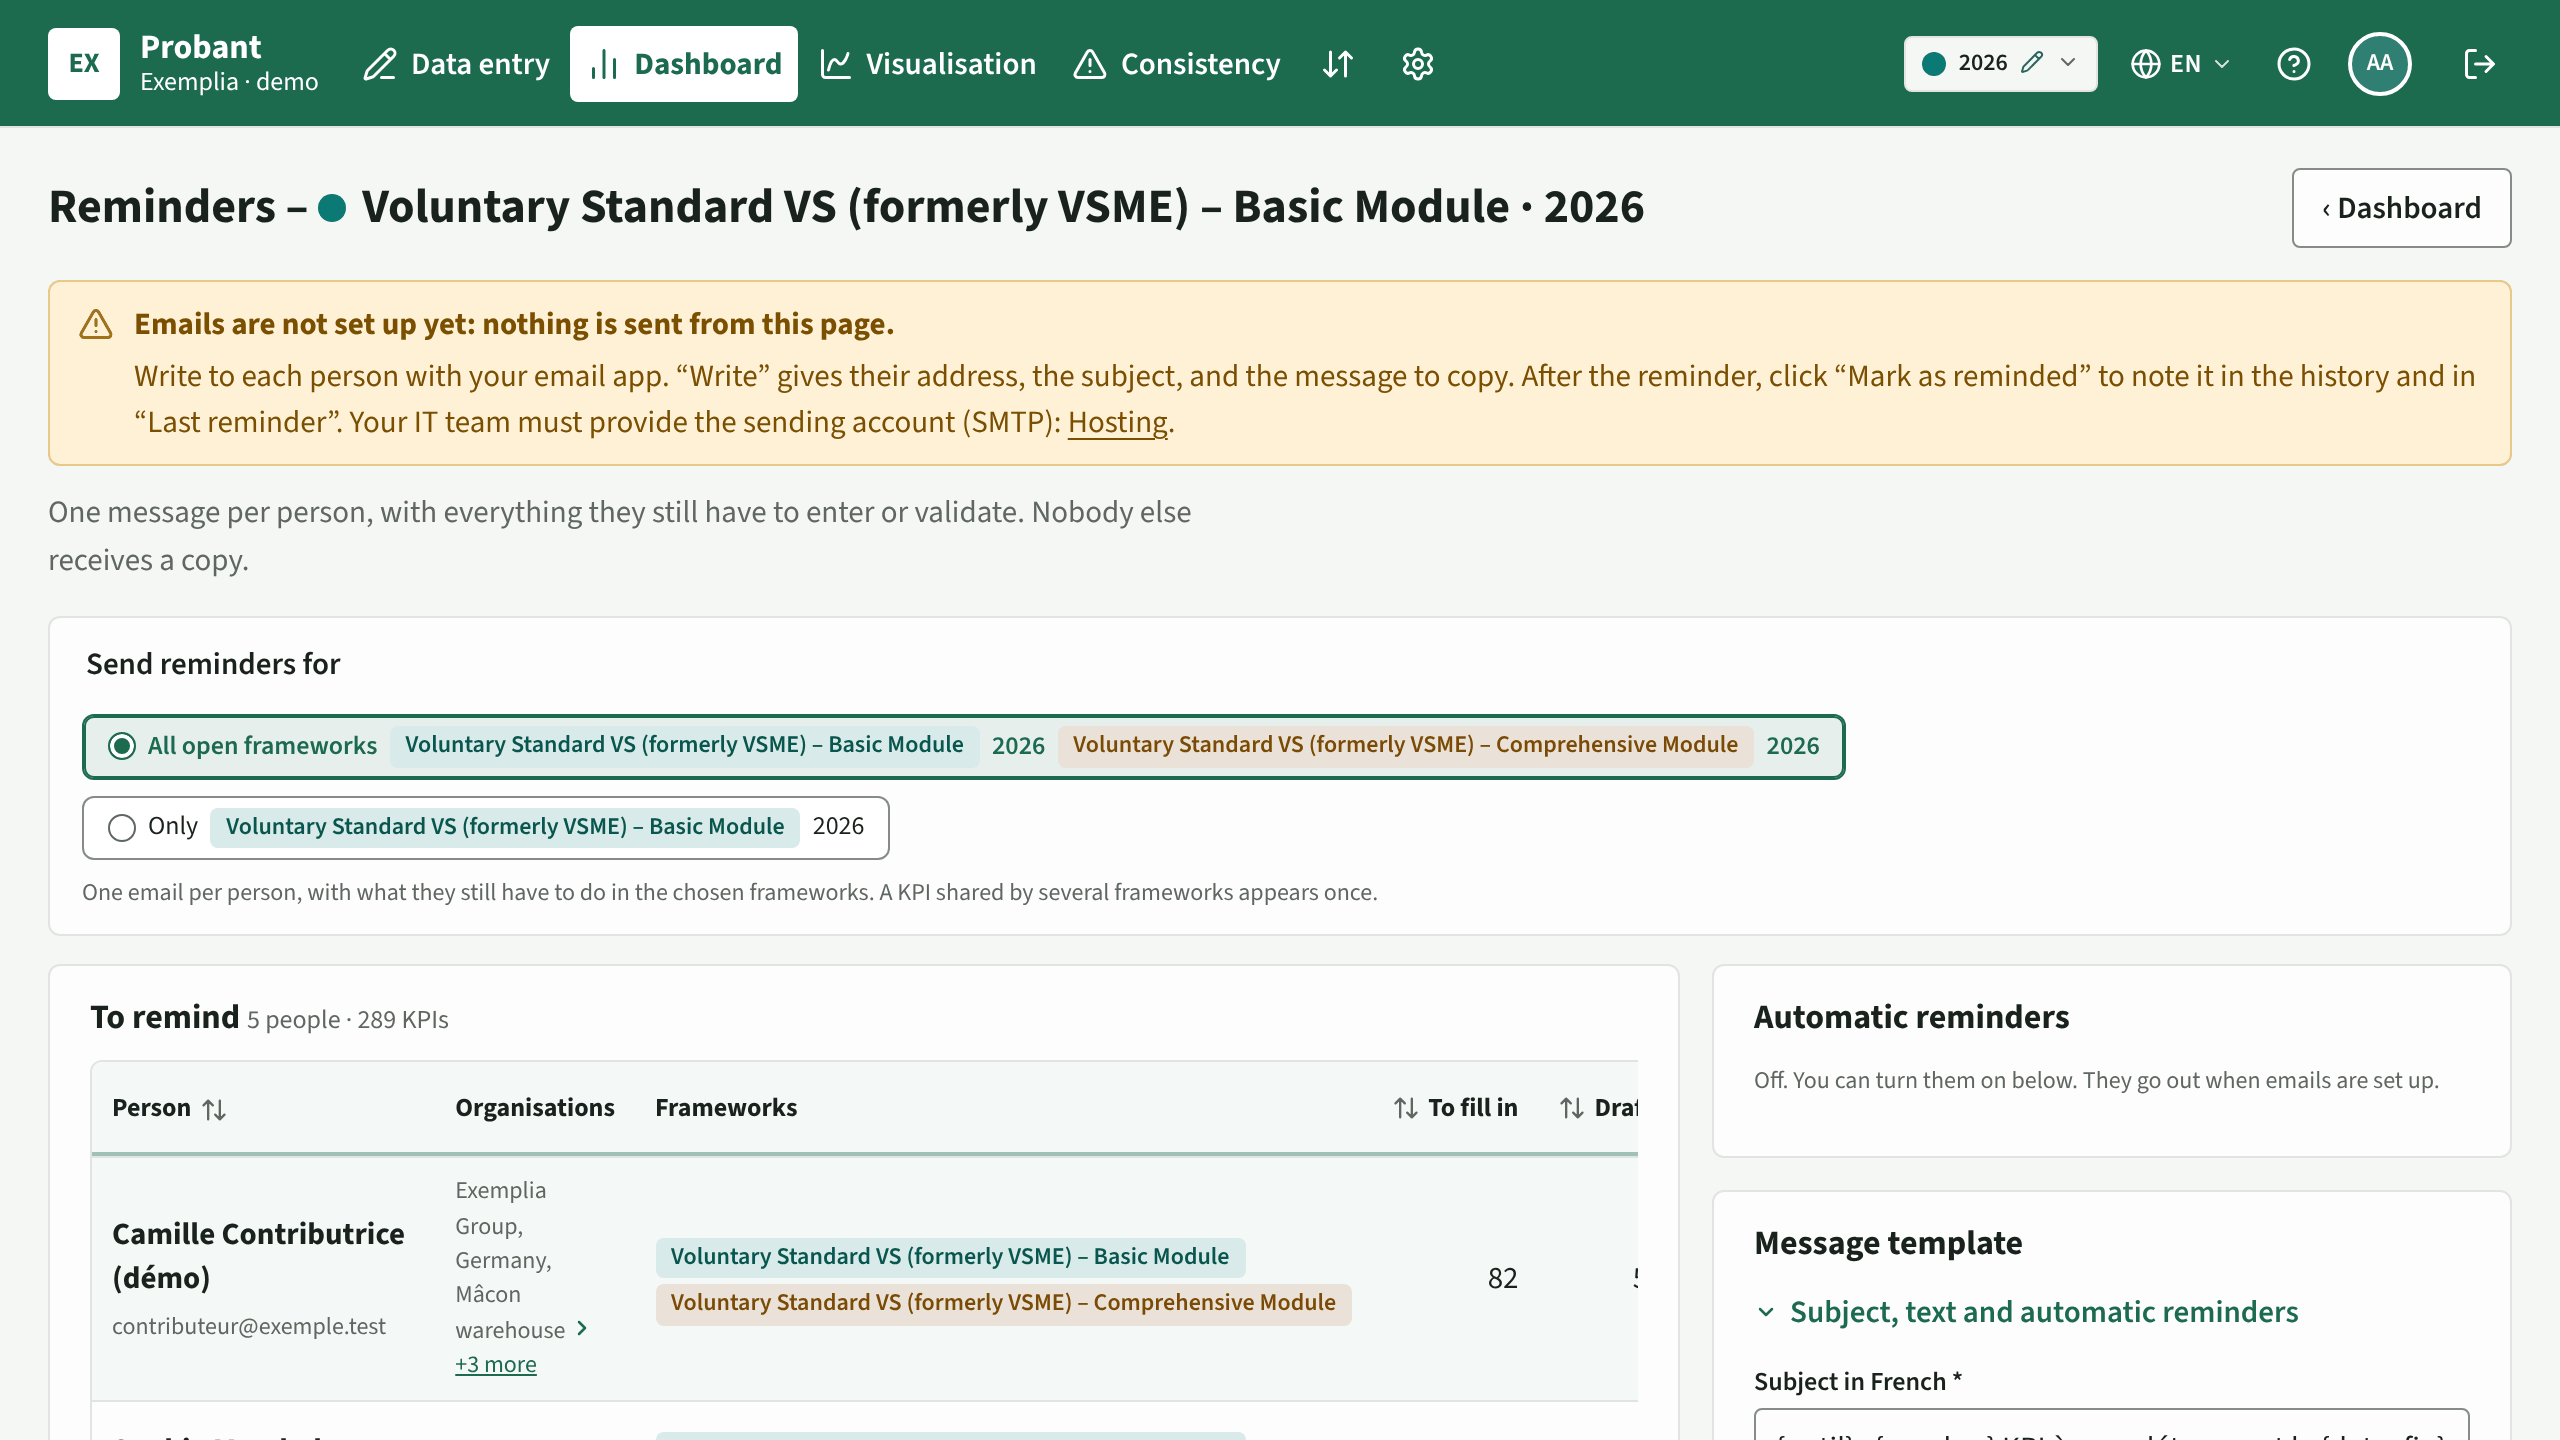 EX
Probant
Exemplia · demo
Data entry
Dashboard
Visualisation
Consistency
2026
EN
AA
Reminders – Voluntary Standard VS (formerly VSME) – Basic Module · 2026
‹ Dashboard
Emails are not set up yet: nothing is sent from this page.
Write to each person with your email app. “Write” gives their address, the subject, and the message to copy. After the reminder, click “Mark as reminded” to note it in the history and in
“Last reminder”. Your IT team must provide the sending account (SMTP): Hosting.
One message per person, with everything they still have to enter or validate. Nobody else
receives a copy.
Send reminders for
All open frameworks Voluntary Standard VS (formerly VSME) – Basic Module 2026 Voluntary Standard VS (formerly VSME) – Comprehensive Module 2026
Only Voluntary Standard VS (formerly VSME) – Basic Module 2026
One email per person, with what they still have to do in the chosen frameworks. A KPI shared by several frameworks appears once.
To remind 5 people · 289 KPIs
Person Organisations Frameworks To fill in
Camille Contributrice
(démo)
contributeur@exemple.test
Exemplia
Group,
Germany,
Mâcon
warehouse
+3 more
Voluntary Standard VS (formerly VSME) – Basic Module
Voluntary Standard VS (formerly VSME) – Comprehensive Module
82
Automatic reminders
Off. You can turn them on below. They go out when emails are set up.
Message template
Subject, text and automatic reminders
Subject in French *